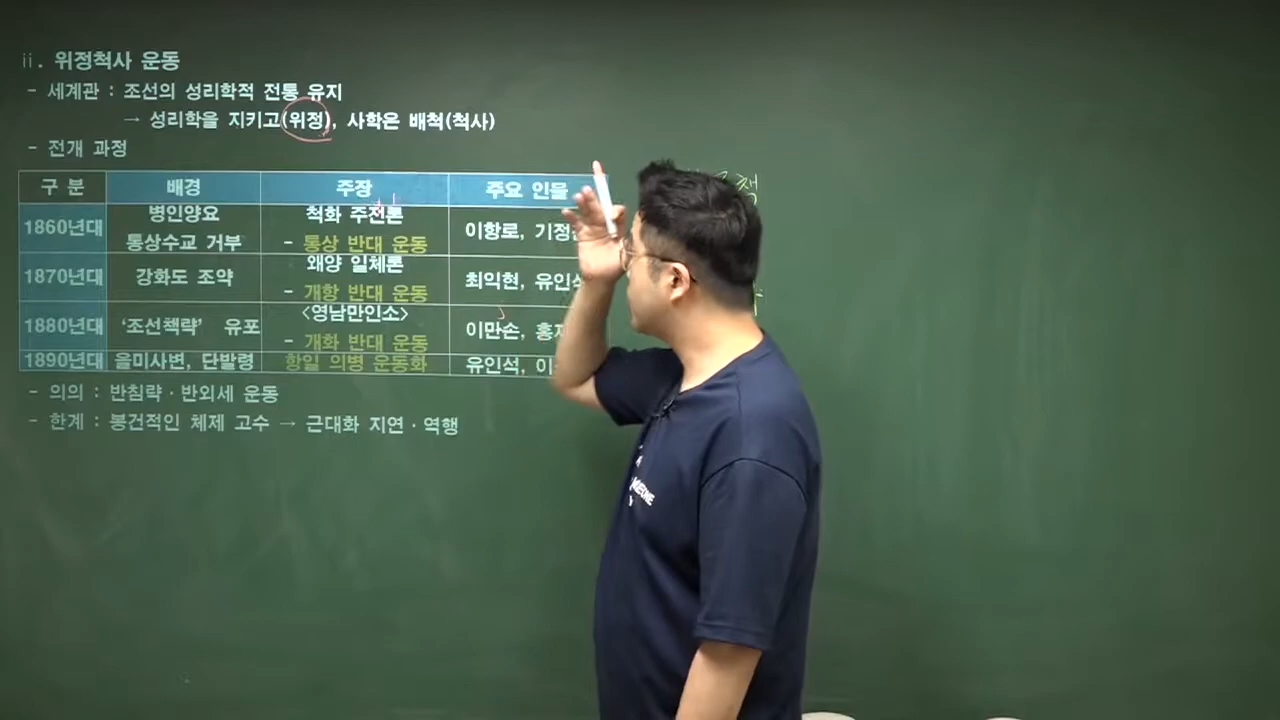 ii. 위정척사 운동
- 세계관 : 조선의 성리학적 전통 유지
→ 성리학을 지키고(위정), 사학은 배척(척사)
- 전개 과정
구 분 배경 주장 주요 인물
1860년대 병인양요 통상수교 거부 척화 주전론 - 통상 반대 운동 이항로,
1870년대 강화도 조약 왜양 일체론 - 개항 반대 운동 최익현,
1880년대 '조선책략' 유포 <영남만인소> - 개화 반대 운동 이만손,
1890년대 을미사변, 단발령 항일 의병 운동화 유인석,
- 의의 : 반침략·반외세 운동
- 한계 : 봉건적인 체제 고수 → 근대화 지연·역행